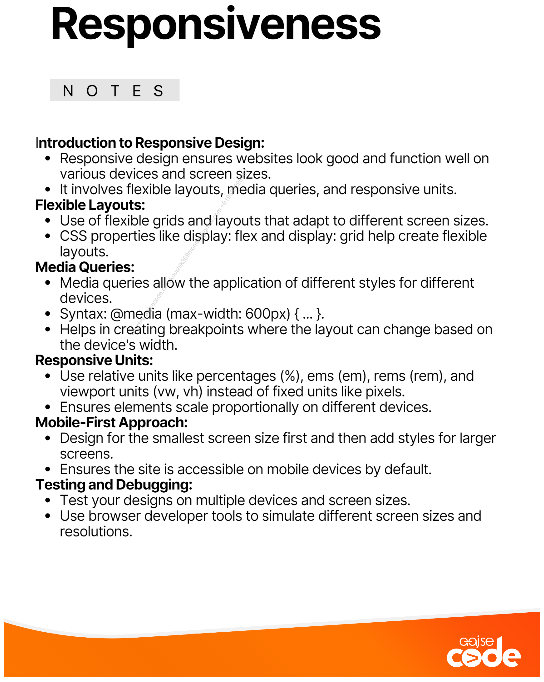 Responsiveness
NOTES
Introduction to Responsive Design:
• Responsive design ensures websites look good and function well on
various devices and screen sizes.
• It involves flexible layouts, media queries, and responsive units.
Flexible Layouts:
• Use of flexible grids and layouts that adapt to different screen sizes.
• CSS properties like display: flex and display: grid help create flexible
layouts.
Media Queries:
• Media queries allow the application of different styles for different
devices.
• Syntax: @media (max-width: 600px) { ... }.
• Helps in creating breakpoints where the layout can change based on
the device's width.
Responsive Units:
• Use relative units like percentages (%), ems (em), rems (rem), and
viewport units (vw, vh) instead of fixed units like pixels.
• Ensures elements scale proportionally on different devices.
Mobile-First Approach:
• Design for the smallest screen size first and then add styles for larger
screens.
• Ensures the site is accessible on mobile devices by default.
Testing and Debugging:
• Test your designs on multiple devices and screen sizes.
• Use browser developer tools to simulate different screen sizes and
resolutions.
code